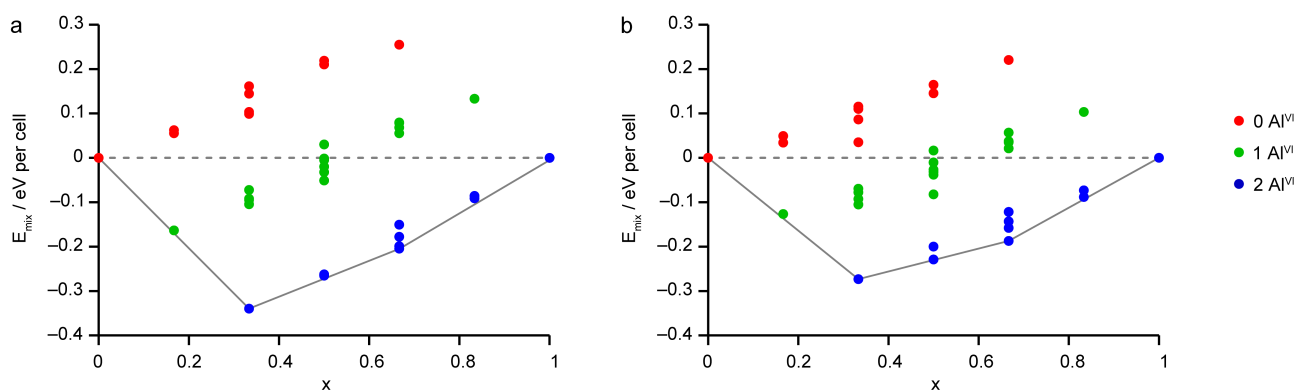 a
0.3
0.2
0.1
0
–0.1
–0.2
–0.3
–0.4
E_mix / eV per cell
0 0.2 0.4 0.6 0.8 1
x
b
0.3
0.2
0.1
0
–0.1
–0.2
–0.3
–0.4
E_mix / eV per cell
0 0.2 0.4 0.6 0.8 1
x
0 Al^VI
1 Al^VI
2 Al^VI